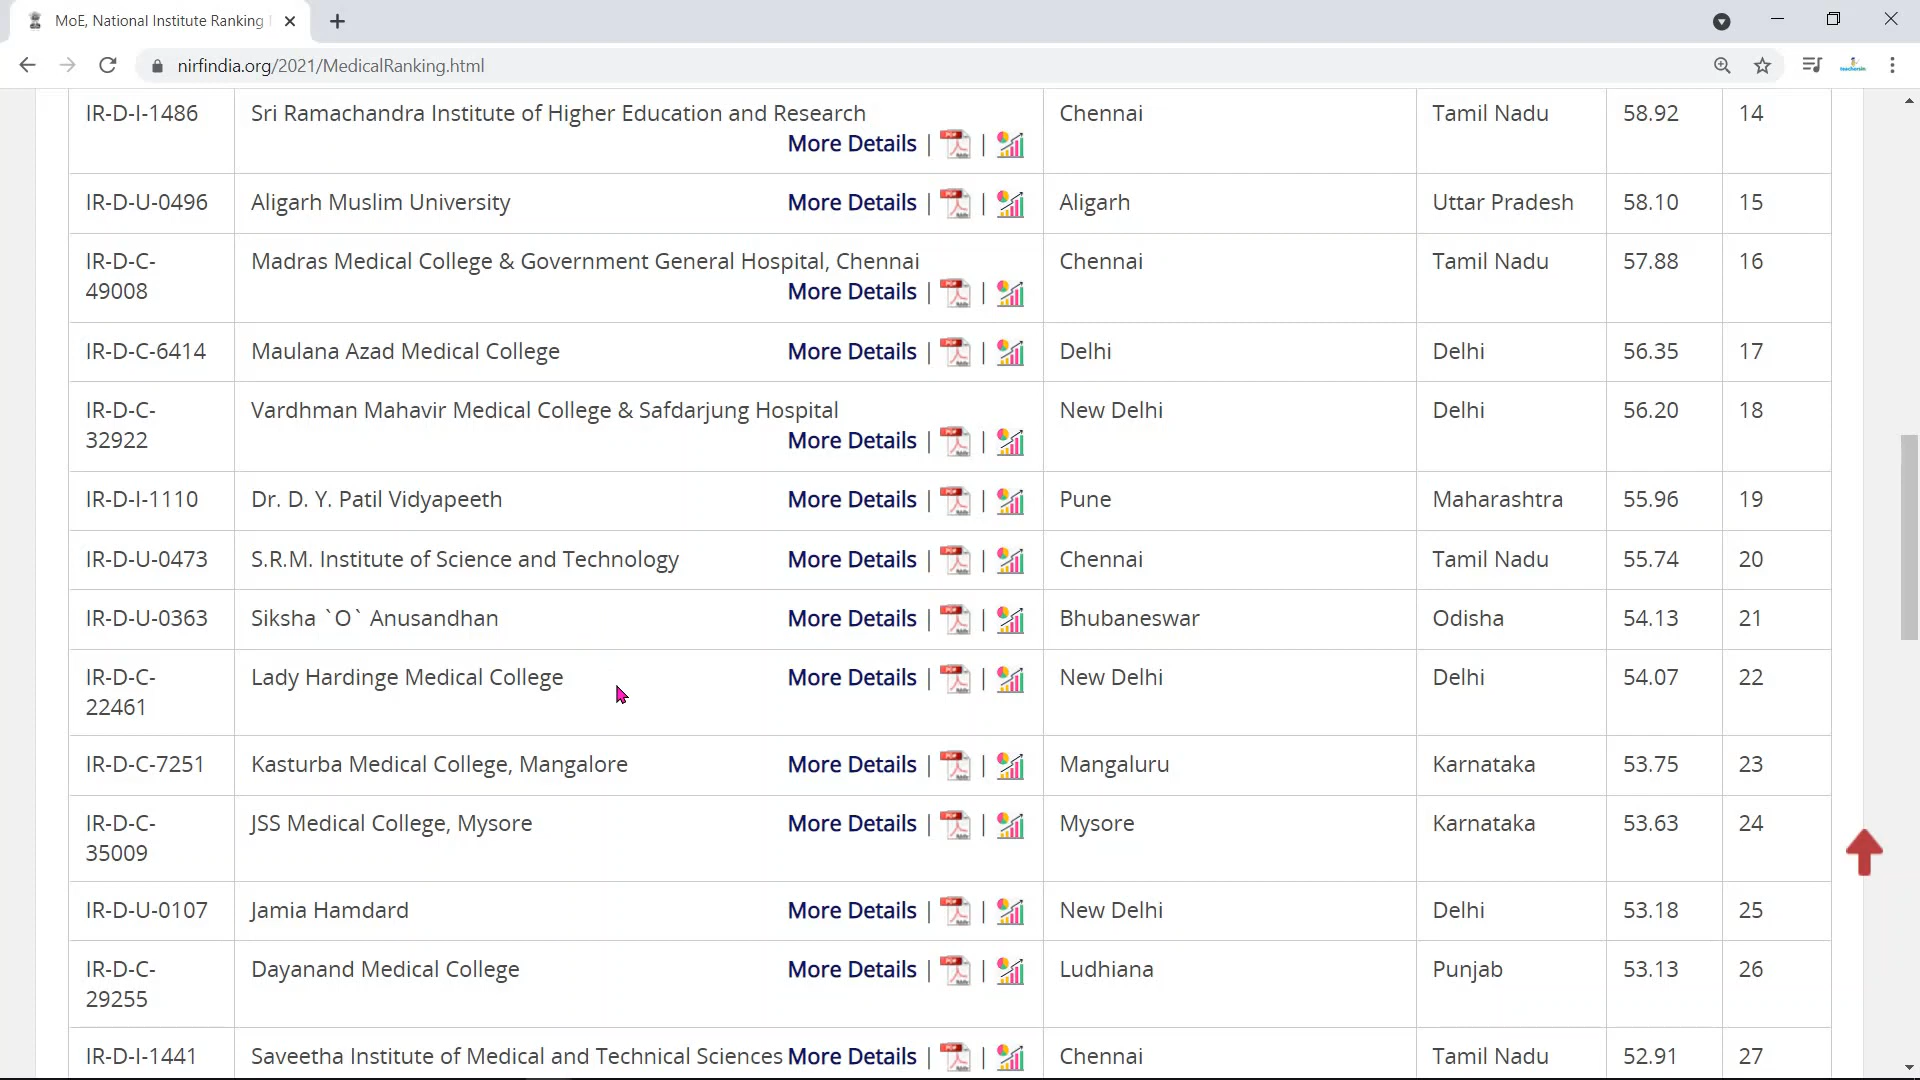 MoE, National Institute Ranking
nirfindia.org/2021/MedicalRanking.html
IR-D-I-1486 Sri Ramachandra Institute of Higher Education and Research Chennai Tamil Nadu 58.92 14
More Details | |
IR-D-U-0496 Aligarh Muslim University More Details | | Aligarh Uttar Pradesh 58.10 15
IR-D-C- Madras Medical College & Government General Hospital, Chennai Chennai Tamil Nadu 57.88 16
49008 More Details | |
IR-D-C-6414 Maulana Azad Medical College More Details | | Delhi Delhi 56.35 17
IR-D-C- Vardhman Mahavir Medical College & Safdarjung Hospital New Delhi Delhi 56.20 18
32922 More Details | |
IR-D-I-1110 Dr. D. Y. Patil Vidyapeeth More Details | | Pune Maharashtra 55.96 19
IR-D-U-0473 S.R.M. Institute of Science and Technology More Details | | Chennai Tamil Nadu 55.74 20
IR-D-U-0363 Siksha `O` Anusandhan More Details | | Bhubaneswar Odisha 54.13 21
IR-D-C- Lady Hardinge Medical College More Details | | New Delhi Delhi 54.07 22
22461
IR-D-C-7251 Kasturba Medical College, Mangalore More Details | | Mangaluru Karnataka 53.75 23
IR-D-C- JSS Medical College, Mysore More Details | | Mysore Karnataka 53.63 24
35009
IR-D-U-0107 Jamia Hamdard More Details | | New Delhi Delhi 53.18 25
IR-D-C- Dayanand Medical College More Details | | Ludhiana Punjab 53.13 26
29255
IR-D-I-1441 Saveetha Institute of Medical and Technical Sciences More Details | | Chennai Tamil Nadu 52.91 27